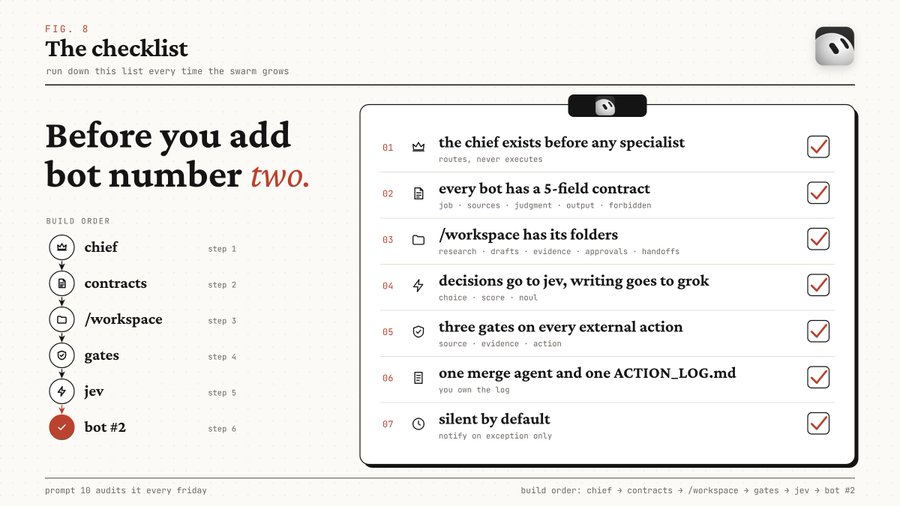 FIG. 8
The checklist
run down this list every time the swarm grows
Before you add
bot number two.
BUILD ORDER
chief step 1
contracts step 2
/workspace step 3
gates step 4
jev step 5
bot #2 step 6
01 the chief exists before any specialist
routes, never executes
02 every bot has a 5-field contract
job · sources · judgment · output · forbidden
03 /workspace has its folders
research · drafts · evidence · approvals · handoffs
04 decisions go to jev, writing goes to grok
choice · score · noul
05 three gates on every external action
source · evidence · action
06 one merge agent and one ACTION_LOG.md
you own the log
07 silent by default
notify on exception only
prompt 10 audits it every friday
build order: chief → contracts → /workspace → gates → jev → bot #2